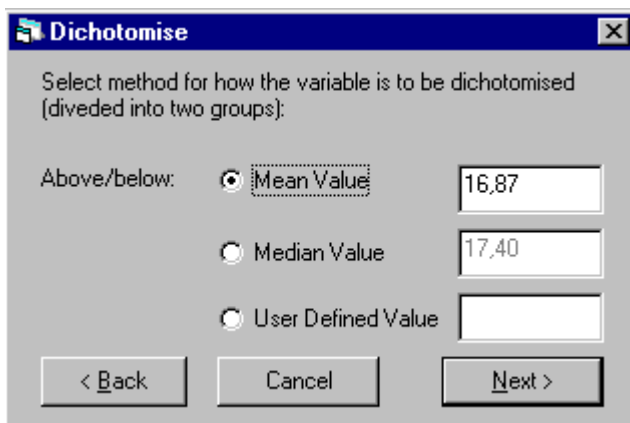 Dichotomise
Select method for how the variable is to be dichotomised
(diveded into two groups):
Above/below:
Mean Value
16,87
Median Value
17,40
User Defined Value
< Back
Cancel
Next >